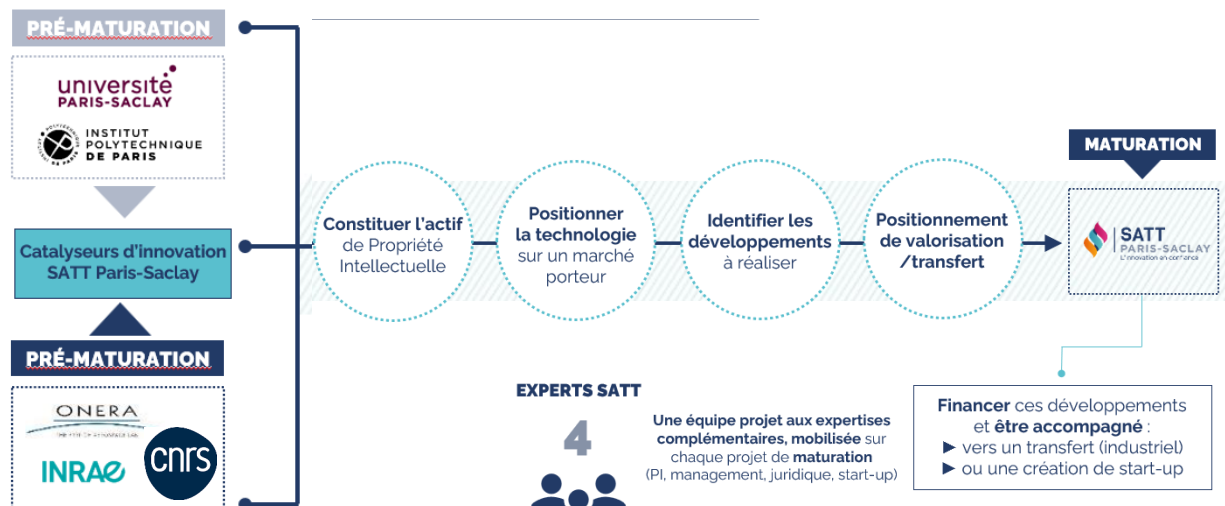 PRÉ-MATURATION
université
PARIS-SACLAY
INSTITUT
POLYTECHNIQUE
DE PARIS
Catalyseurs d'innovation
SATT Paris-Saclay
PRÉ-MATURATION
ONERA
INRAE
cnrs
Constituer l'actif
de Propriété
Intellectuelle
Positionner
la technologie
sur un marché
porteur
Identifier les
développements
à réaliser
Positionnement
de valorisation
/transfert
MATURATION
SATT
PARIS-SACLAY
L'innovation en confiance
EXPERTS SATT
4
Une équipe projet aux expertises
complémentaires, mobilisée sur
chaque projet de maturation
(PI, management, juridique, start-up)
Financer ces développements
et être accompagné :
► vers un transfert (industriel)
► ou une création de start-up